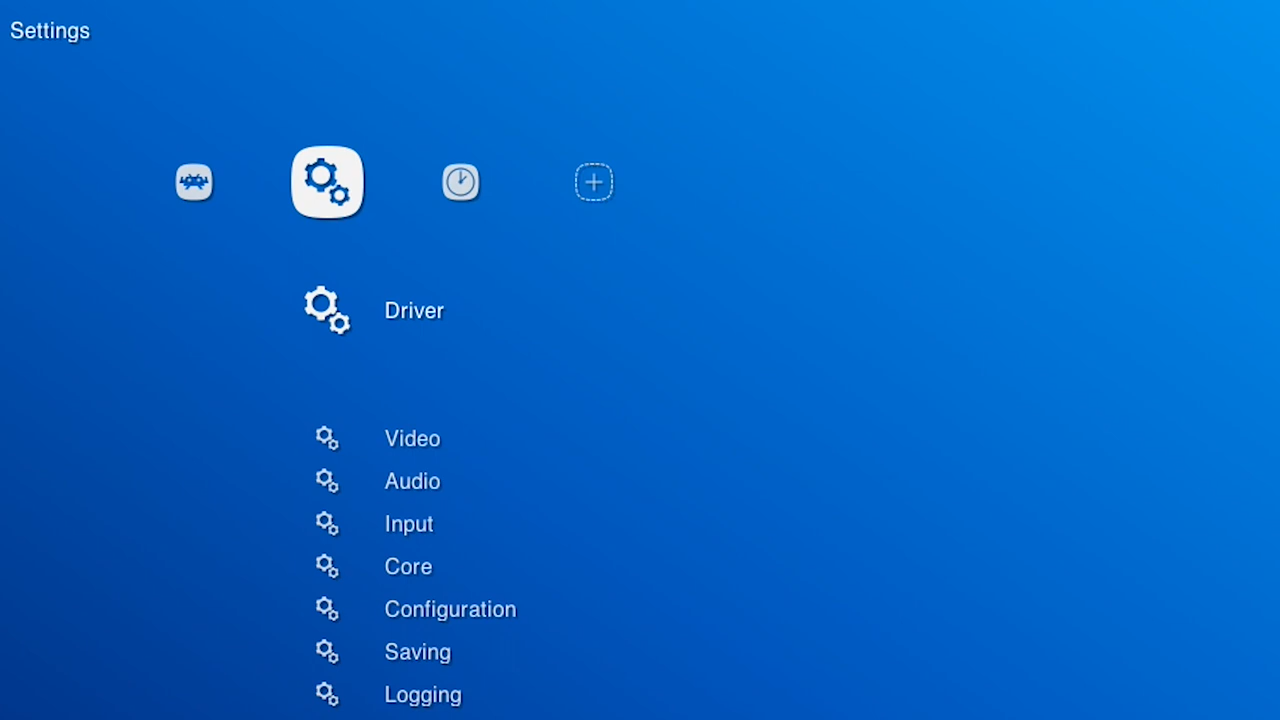 Settings
Driver
Video
Audio
Input
Core
Configuration
Saving
Logging